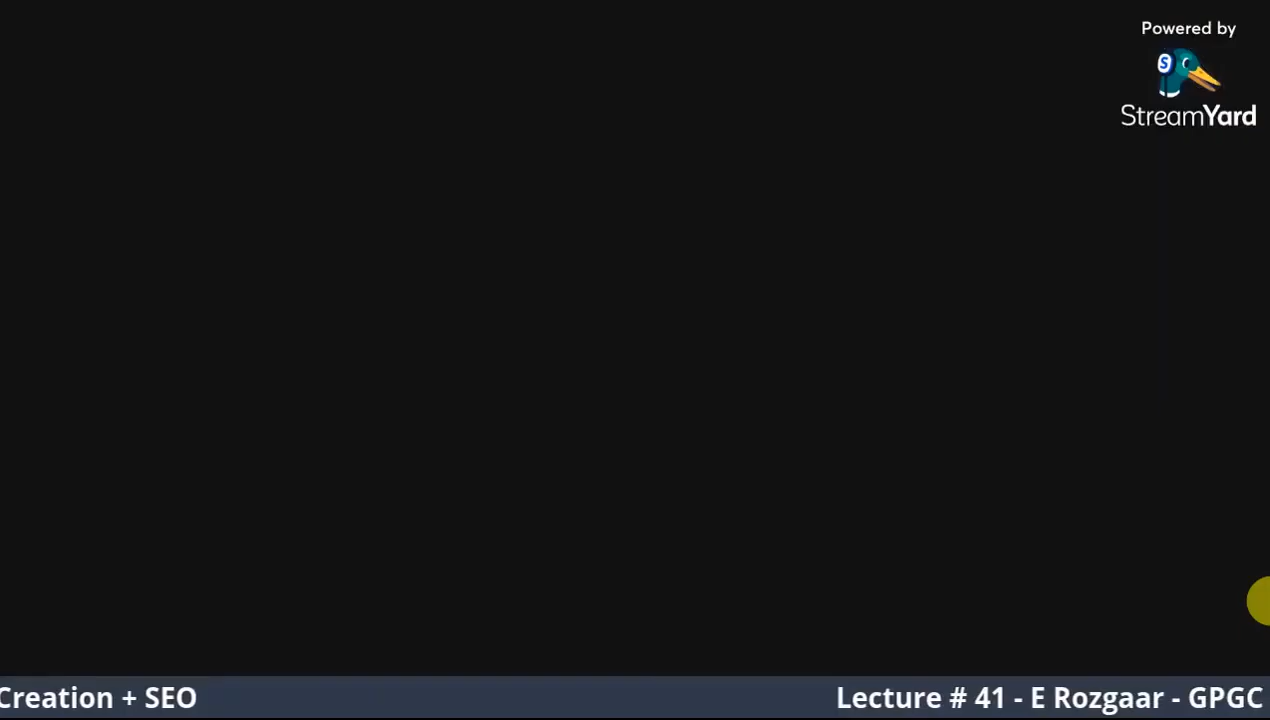 Powered by
S
StreamYard
Creation + SEO
Lecture # 41 - E Rozgaar - GPGC